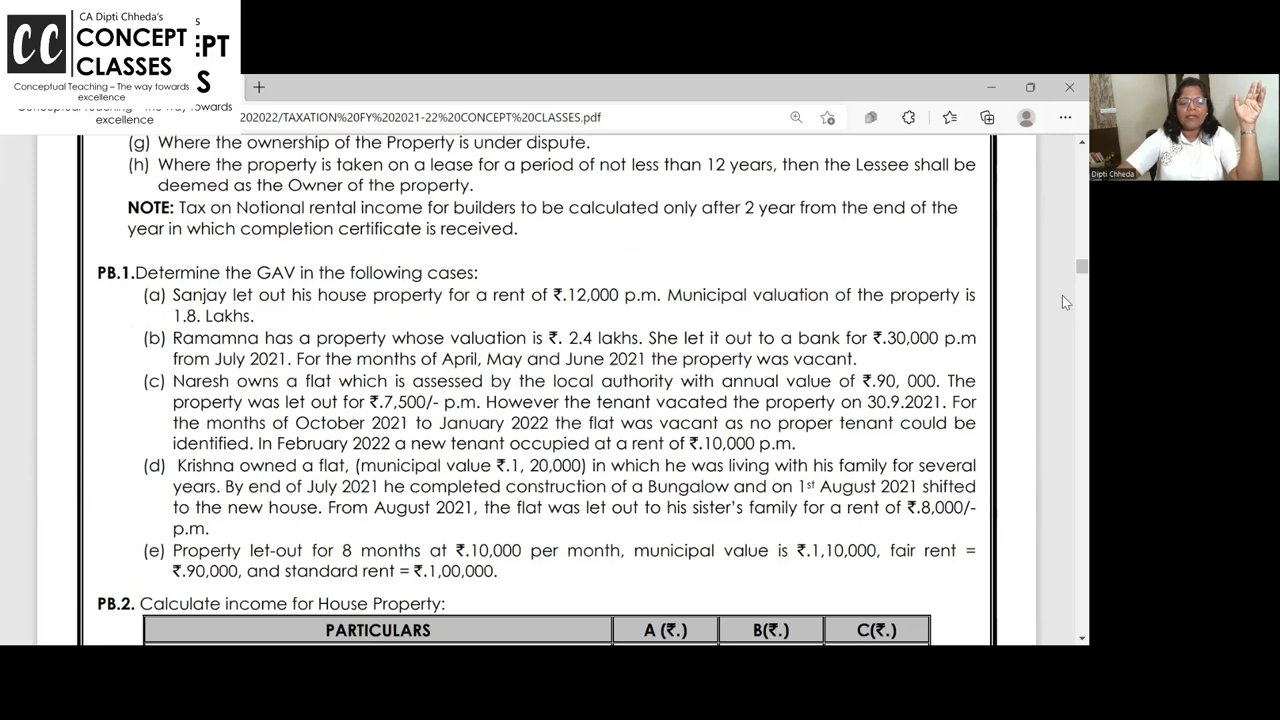 CA Dipti Chheda's
CONCEPT
CLASSES
Conceptual Teaching – The way towards
excellence
s
EPT
S
Conceptual Teaching – The way towards
excellence
202022/TAXATION%20FY%202021-22%20CONCEPT%20CLASSES.pdf
Dipti Chheda
(g) Where the ownership of the Property is under dispute.
(h) Where the property is taken on a lease for a period of not less than 12 years, then the Lessee shall be
deemed as the Owner of the property.
NOTE: Tax on Notional rental income for builders to be calculated only after 2 year from the end of the
year in which completion certificate is received.
PB.1.Determine the GAV in the following cases:
(a) Sanjay let out his house property for a rent of ₹.12,000 p.m. Municipal valuation of the property is
1.8. Lakhs.
(b) Ramamna has a property whose valuation is ₹. 2.4 lakhs. She let it out to a bank for ₹.30,000 p.m
from July 2021. For the months of April, May and June 2021 the property was vacant.
(c) Naresh owns a flat which is assessed by the local authority with annual value of ₹.90, 000. The
property was let out for ₹.7,500/- p.m. However the tenant vacated the property on 30.9.2021. For
the months of October 2021 to January 2022 the flat was vacant as no proper tenant could be
identified. In February 2022 a new tenant occupied at a rent of ₹.10,000 p.m.
(d) Krishna owned a flat, (municipal value ₹.1, 20,000) in which he was living with his family for several
years. By end of July 2021 he completed construction of a Bungalow and on 1st August 2021 shifted
to the new house. From August 2021, the flat was let out to his sister's family for a rent of ₹.8,000/-
p.m.
(e) Property let-out for 8 months at ₹.10,000 per month, municipal value is ₹.1,10,000, fair rent =
₹.90,000, and standard rent = ₹.1,00,000.
PB.2. Calculate income for House Property:
PARTICULARS A (₹.) B(₹.) C(₹.)